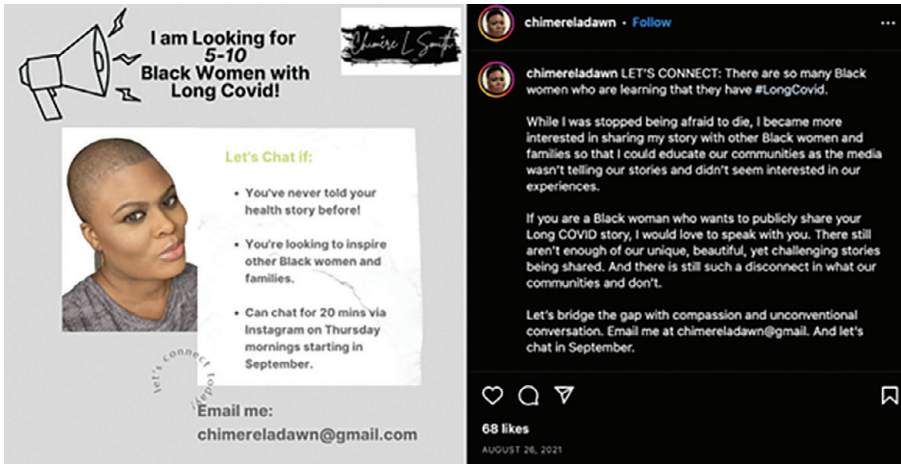 I am Looking for
5-10
Black Women with
Long Covid!
Chimére L Smith
Let's Chat if:
• You've never told your
health story before!
• You're looking to inspire
other Black women and
families.
• Can chat for 20 mins via
Instagram on Thursday
mornings starting in
September.
let's connect today!
Email me:
chimereladawn@gmail.com
chimereladawn • Follow
chimereladawn LET'S CONNECT: There are so many Black
women who are learning that they have #LongCovid.
While I was stopped being afraid to die, I became more
interested in sharing my story with other Black women and
families so that I could educate our communities as the media
wasn't telling our stories and didn't seem interested in our
experiences.
If you are a Black woman who wants to publicly share your
Long COVID story, I would love to speak with you. There still
aren't enough of our unique, beautiful, yet challenging stories
being shared. And there is still such a disconnect in what our
communities and don't.
Let's bridge the gap with compassion and unconventional
conversation. Email me at chimereladawn@gmail. And let's
chat in September.
68 likes
AUGUST 26, 2021